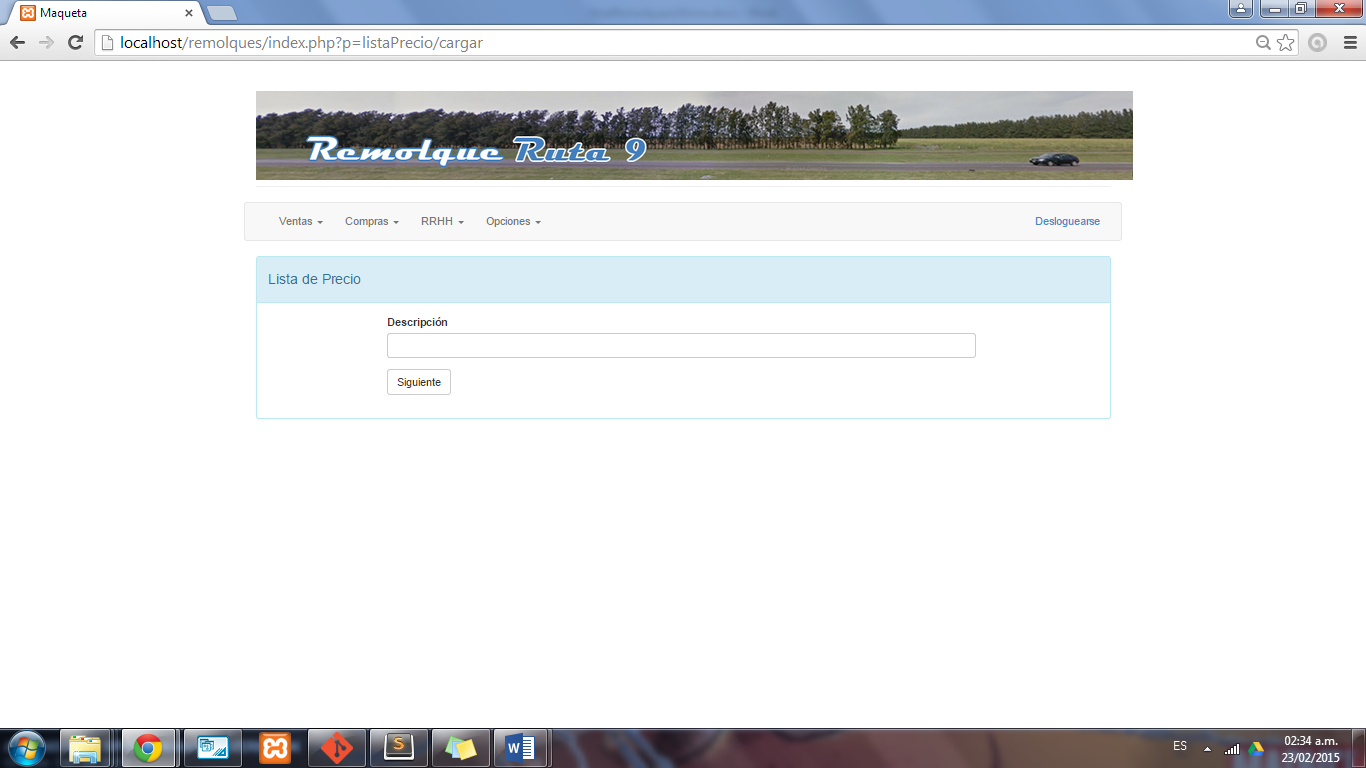 Maqueta
localhost/remolques/index.php?p=listaPrecio/cargar
Remolque Ruta 9
Ventas Compras RRHH Opciones Desloguearse
Lista de Precio
Descripción
Siguiente
ES
02:34 a.m.
23/02/2015